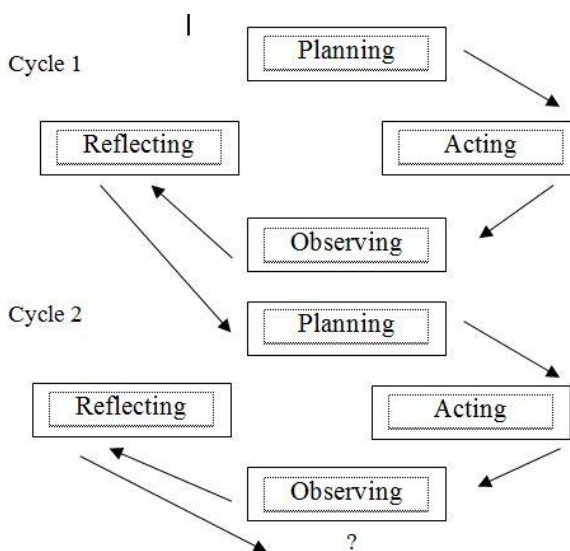 Planning
Cycle 1
Reflecting
Acting
Observing
Cycle 2
Planning
Reflecting
Acting
Observing
?